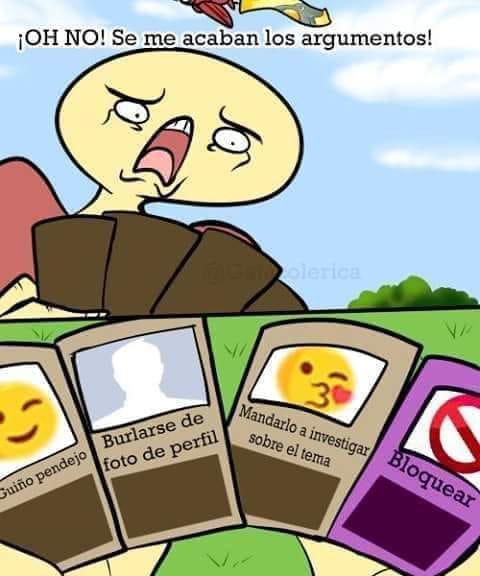 ¡OH NO! Se me acaban los argumentos!
Guiño pendejo
Burlarse de
foto de perfil
Mandarlo a investigar
sobre el tema
Bloquear